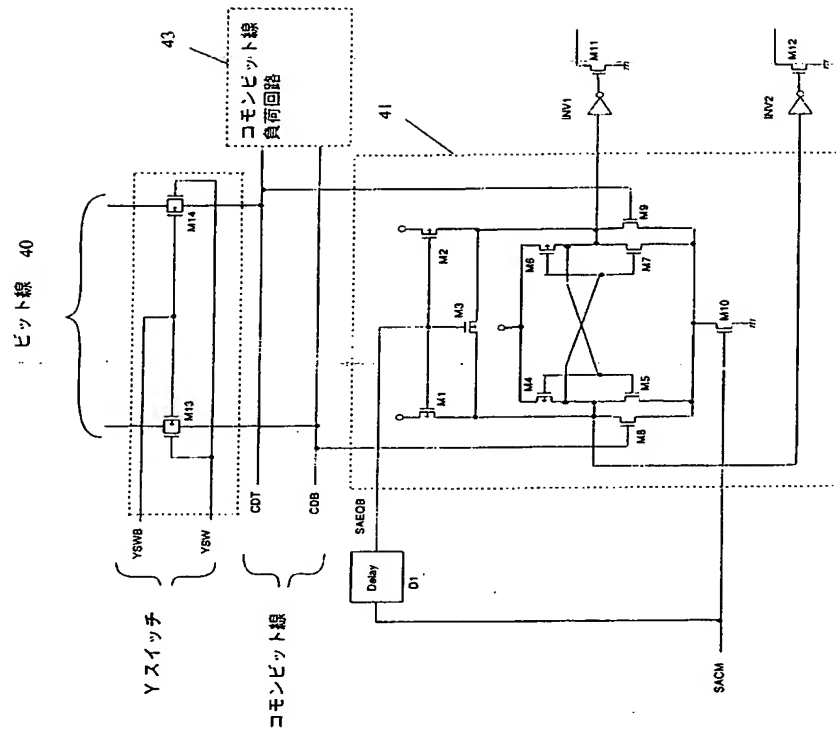 ビット線 40
Yスイッチ
YSWB
YSW
M13
M14
コモンビット線
CDT
CDB
43
コモンビット線
負荷回路
41
SAEQB
Delay
D1
SACM
M1
M2
M3
M4
M6
M5
M7
M8
M9
M10
INV1
M11
INV2
M12